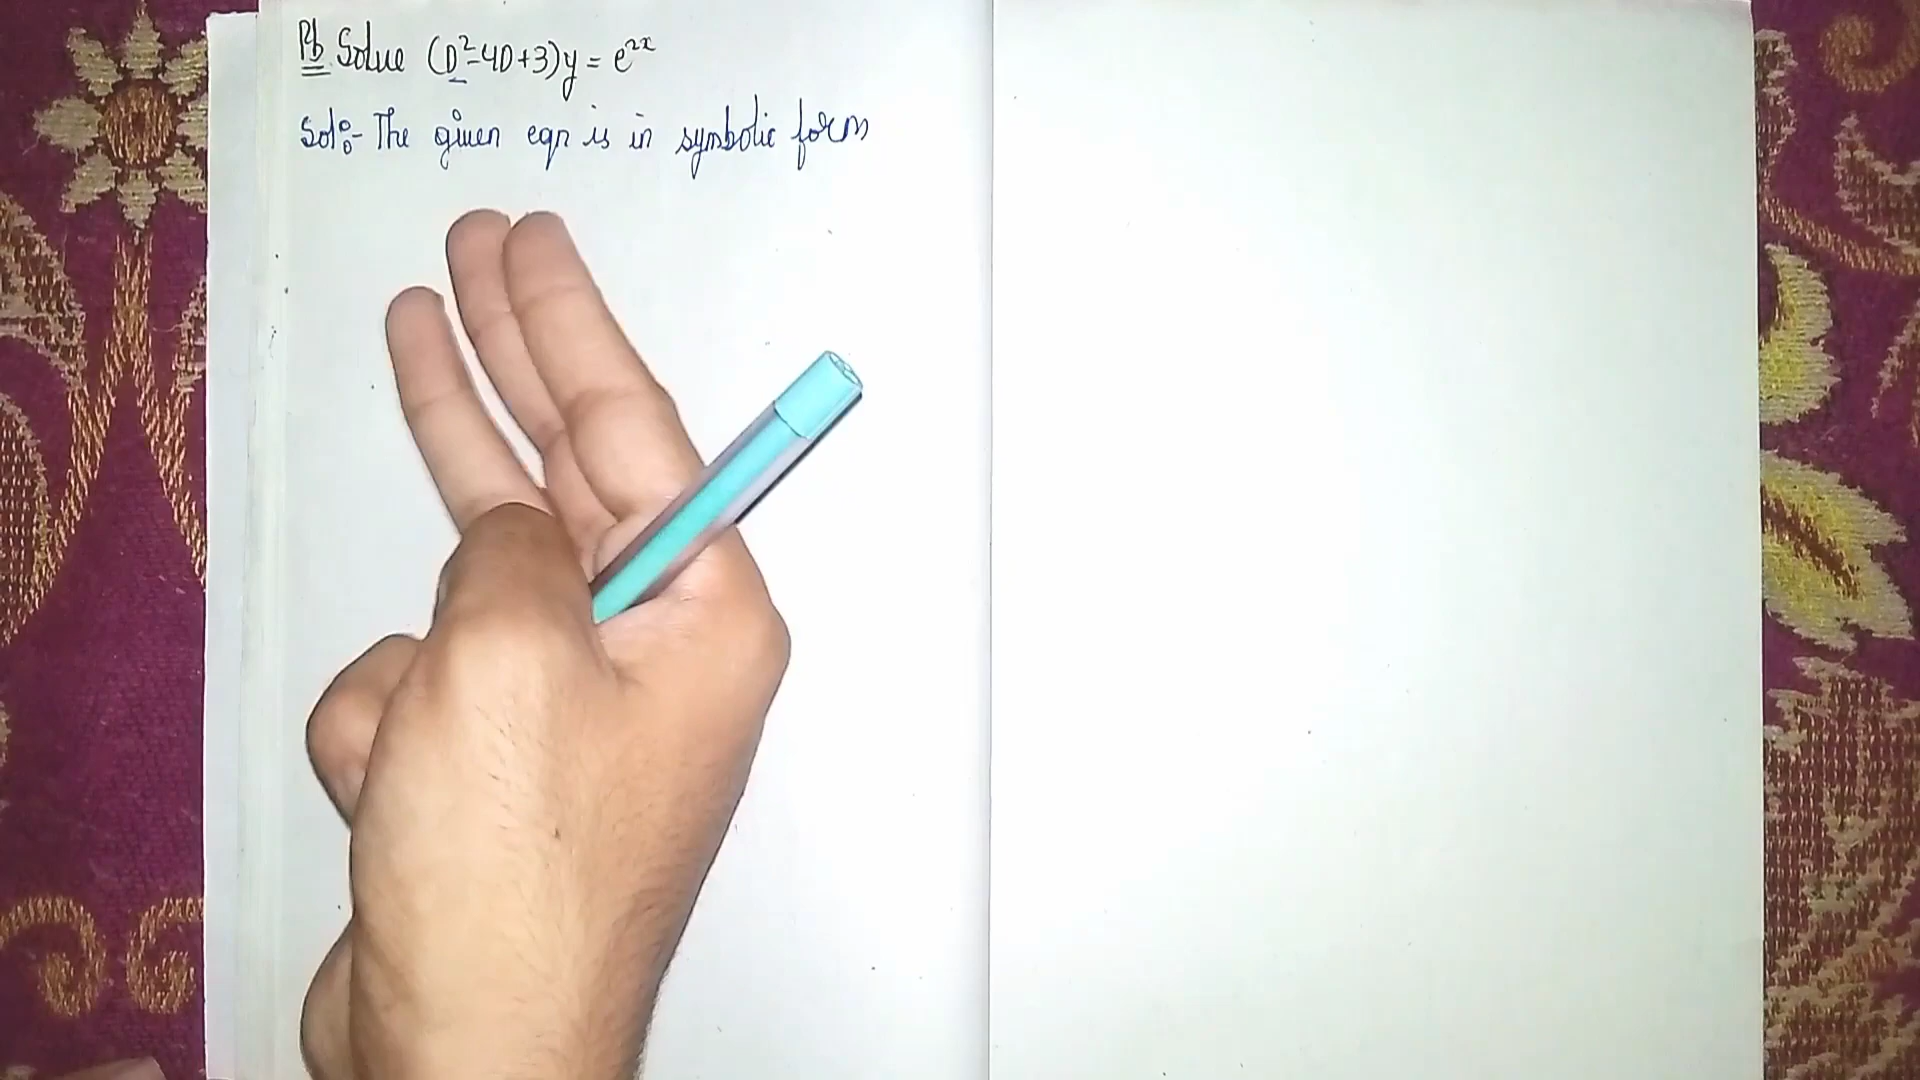 Pb Solve (D²-4D+3)y = e²ˣ
Sol:- The given eqn is in symbolic form